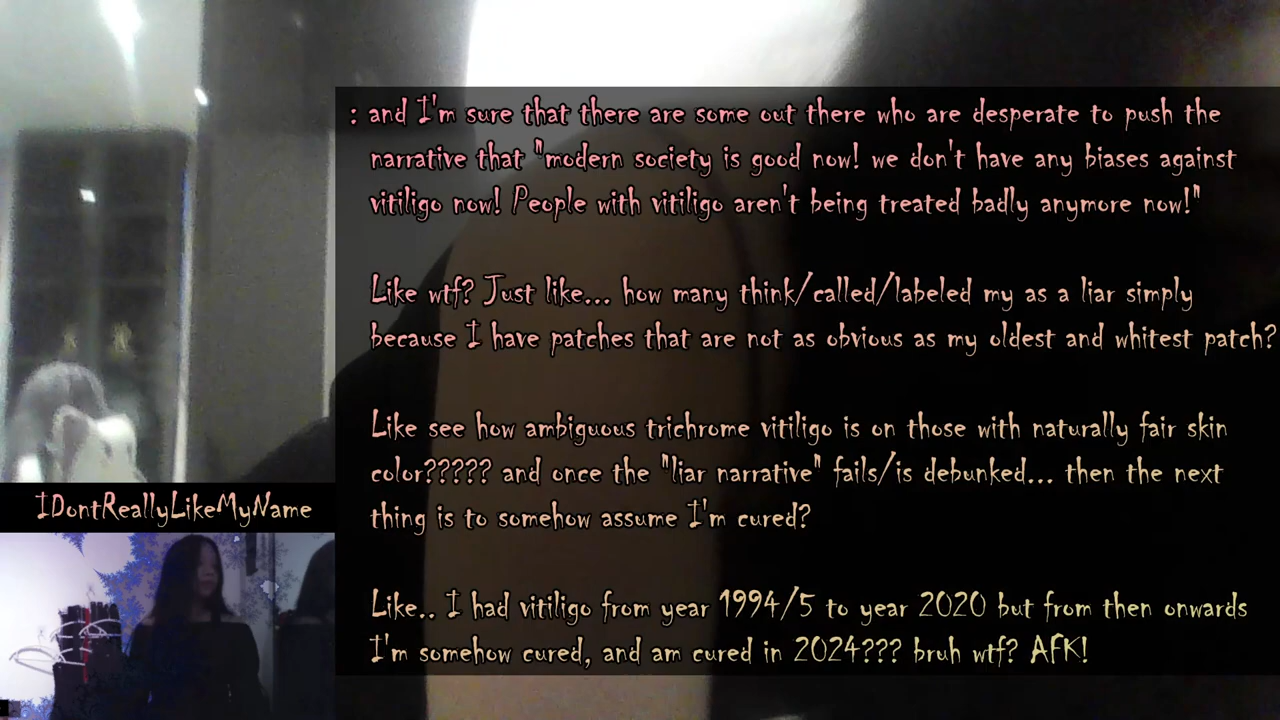 : and I'm sure that there are some out there who are desperate to push the
narrative that "modern society is good now! we don't have any biases against
vitiligo now! People with vitiligo aren't being treated badly anymore now!"
Like wtf? Just like... how many think/called/labeled my as a liar simply
because I have patches that are not as obvious as my oldest and whitest patch?
Like see how ambiguous trichrome vitiligo is on those with naturally fair skin
color????? and once the "liar narrative" fails/is debunked... then the next
thing is to somehow assume I'm cured?
Like.. I had vitiligo from year 1994/5 to year 2020 but from then onwards
I'm somehow cured, and am cured in 2024??? bruh wtf? AFK!
IDontReallyLikeMyName